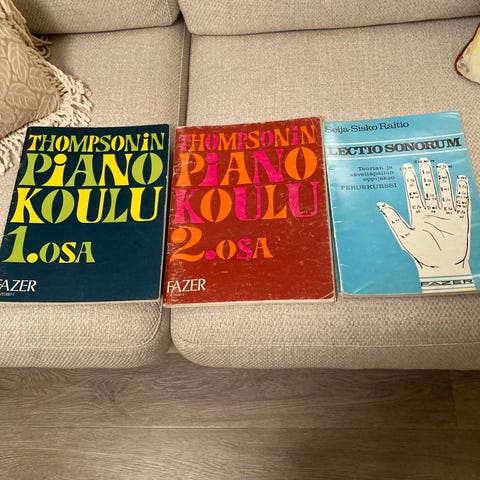 THOMPSONiN
PiANO
KOULU
1.OSA
FAZER
THOMPSONiN
PiANO
KOULU
2.OSA
FAZER
Seija-Sisko Raitio
LECTIO SONORUM
Teorian ja
säveltapailun
oppijakso
PERUSKURSSI
FAZER